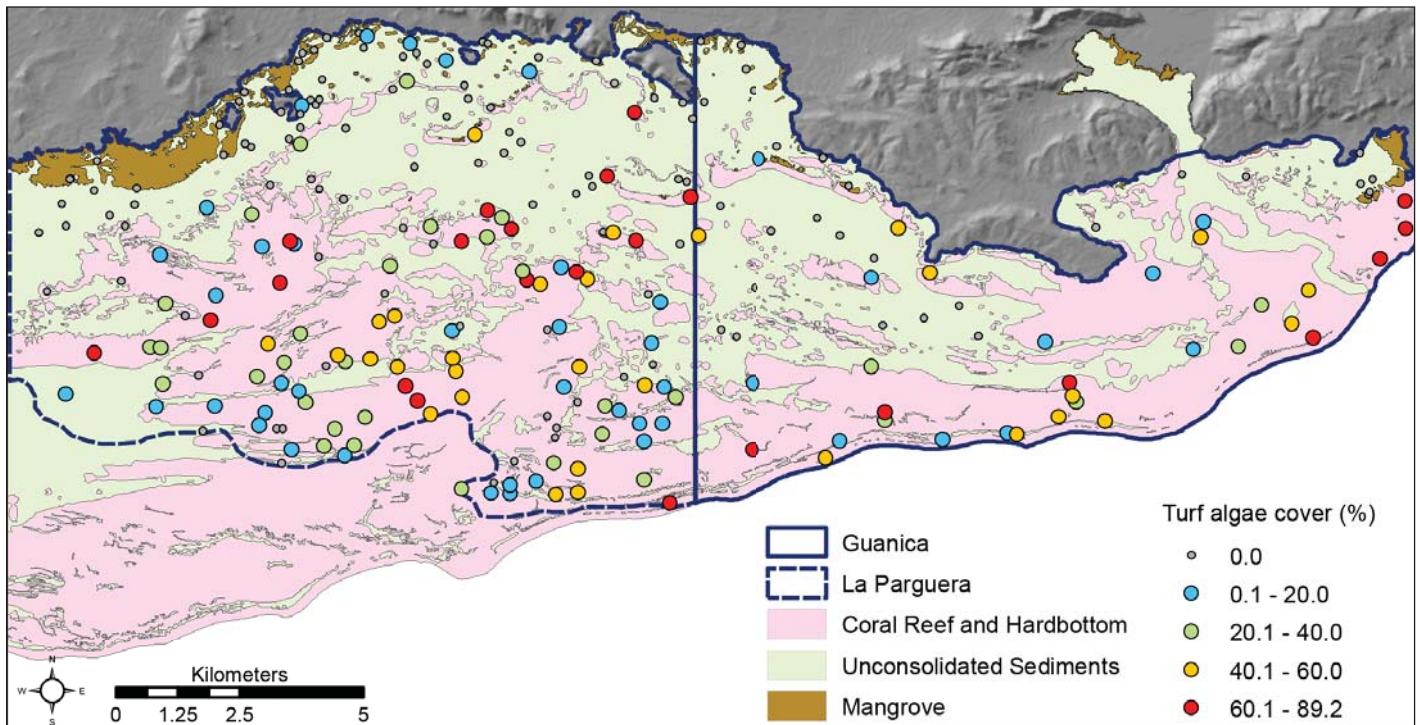 Guanica
La Parguera
Coral Reef and Hardbottom
Unconsolidated Sediments
Mangrove
Turf algae cover (%)
0.0
0.1 - 20.0
20.1 - 40.0
40.1 - 60.0
60.1 - 89.2
N
W E
S
Kilometers
0 1.25 2.5 5